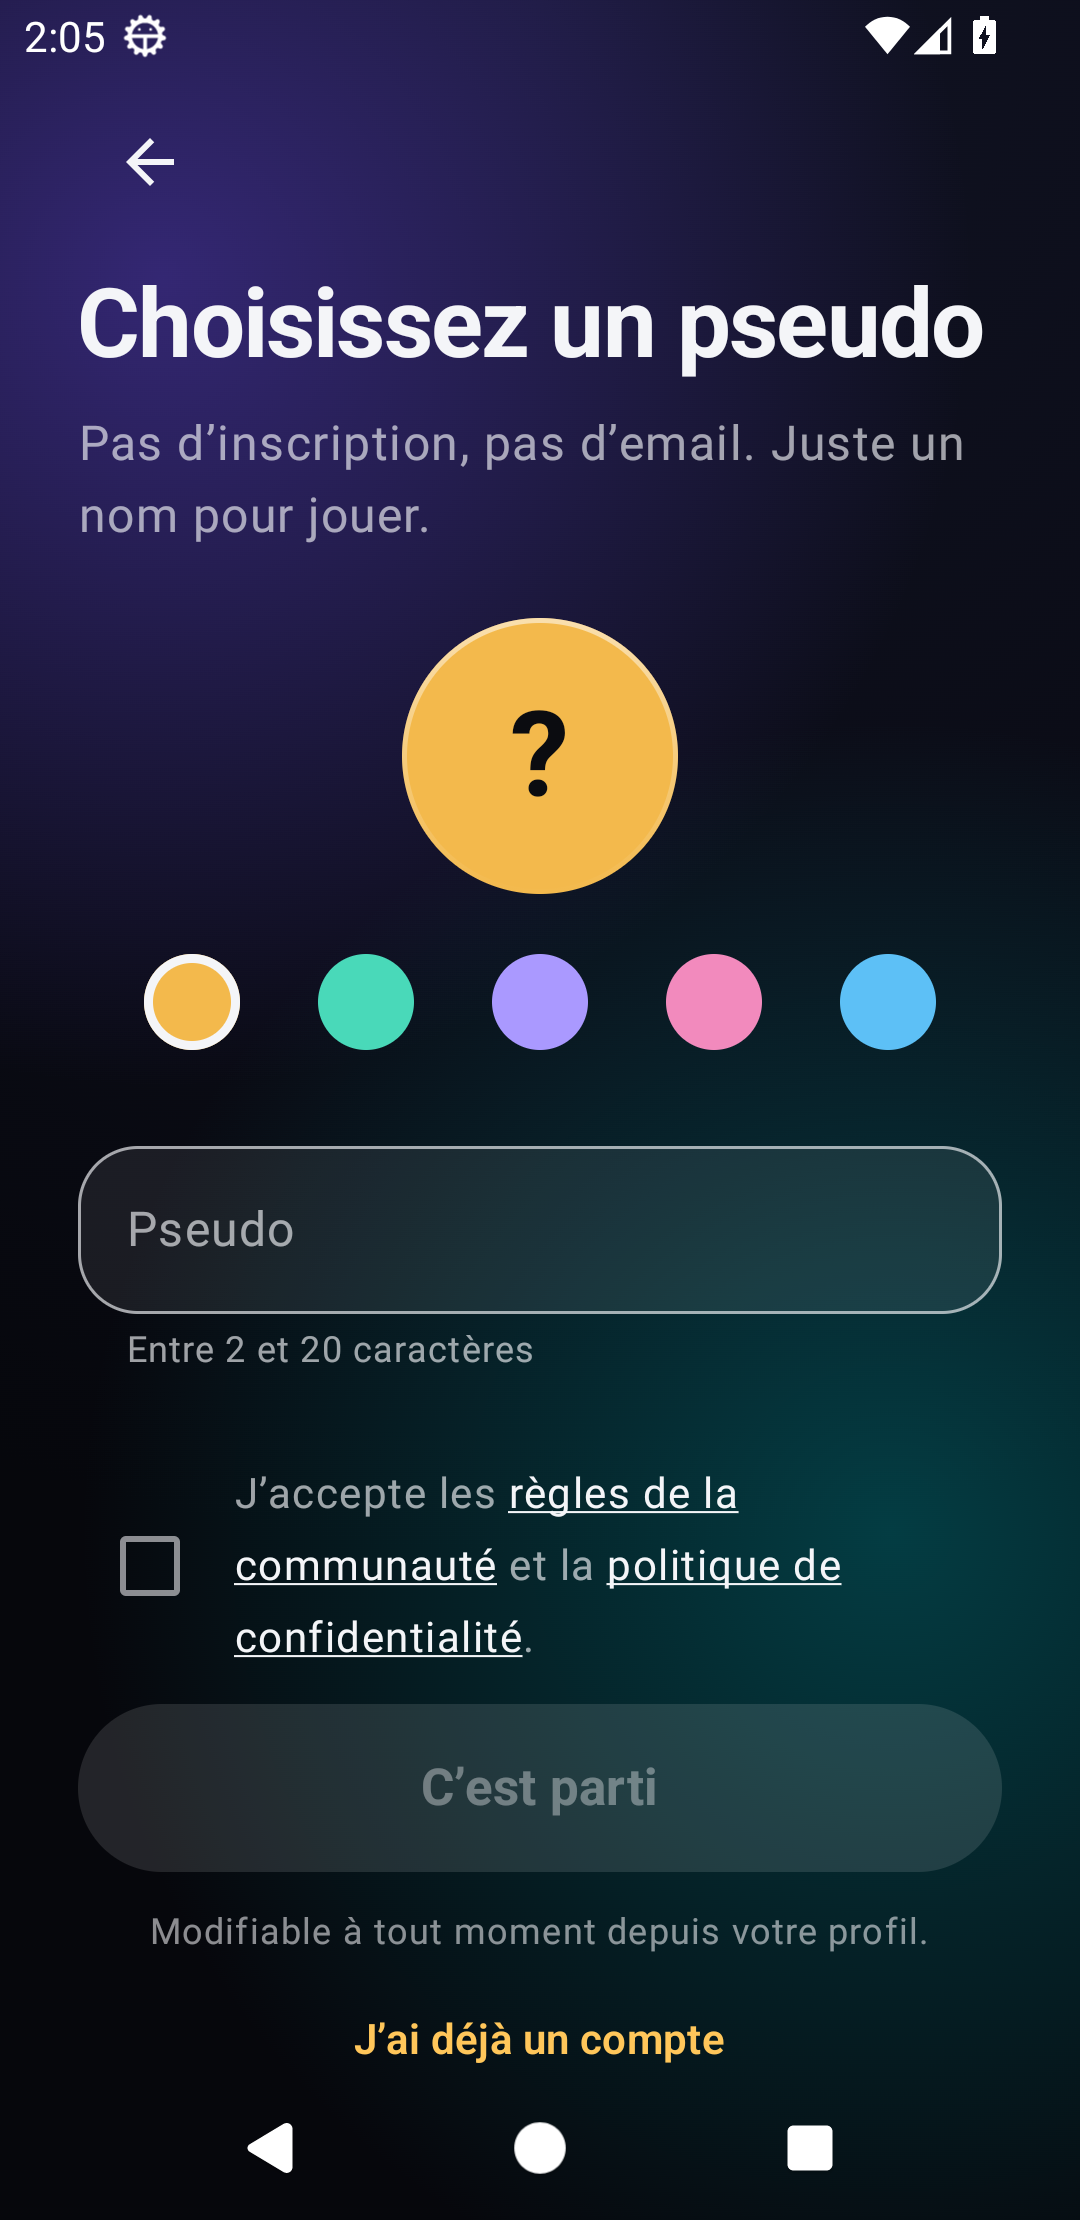 2:05
Choisissez un pseudo
Pas d’inscription, pas d’email. Juste un
nom pour jouer.
?
Pseudo
Entre 2 et 20 caractères
J’accepte les règles de la
communauté et la politique de
confidentialité.
C’est parti
Modifiable à tout moment depuis votre profil.
J’ai déjà un compte